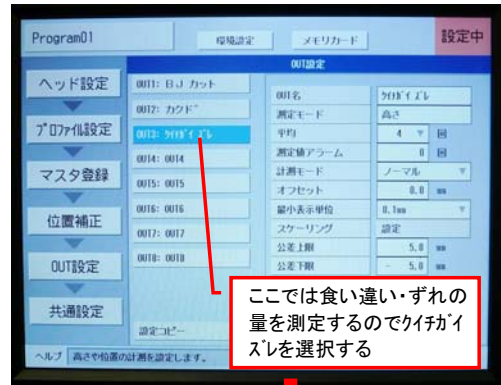 Program01
環境設定
メモリカード
設定中
OUT設定
ヘッド設定
プロファイル設定
マスタ登録
位置補正
OUT設定
共通設定
OUT1: BJ カット
OUT2: カクド
OUT3: クイチガイ ズレ
OUT4: OUT4
OUT5: OUT5
OUT6: OUT6
OUT7: OUT7
OUT8: OUT8
設定コピー
OUT名 クイチガイ ズレ
測定モード 高さ
平均 4 回
測定値アラーム 0 回
計測モード ノーマル
オフセット 0.0 mm
最小表示単位 0.1mm
スケーリング 設定
公差上限 5.0 mm
公差下限 - 5.0 mm
ここでは食い違い・ずれの
量を測定するのでクイチガイ
ズレを選択する
ヘルプ 高さや位置の計測を設定します。